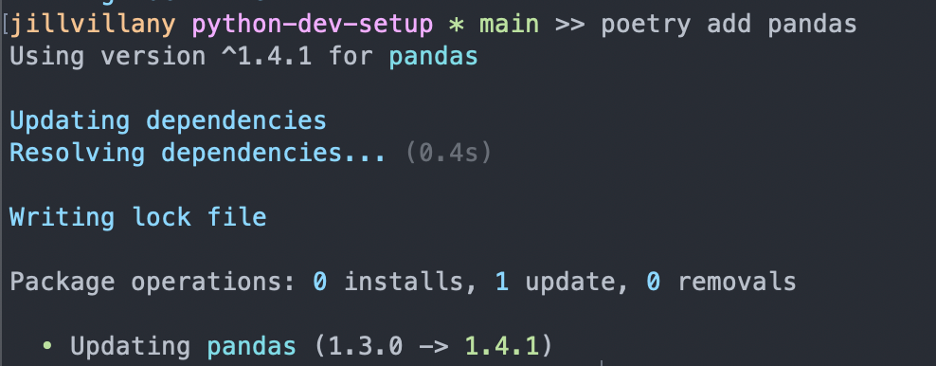 [jillvillany python-dev-setup * main >> poetry add pandas
Using version ^1.4.1 for pandas
Updating dependencies
Resolving dependencies... (0.4s)
Writing lock file
Package operations: 0 installs, 1 update, 0 removals
• Updating pandas (1.3.0 -> 1.4.1)